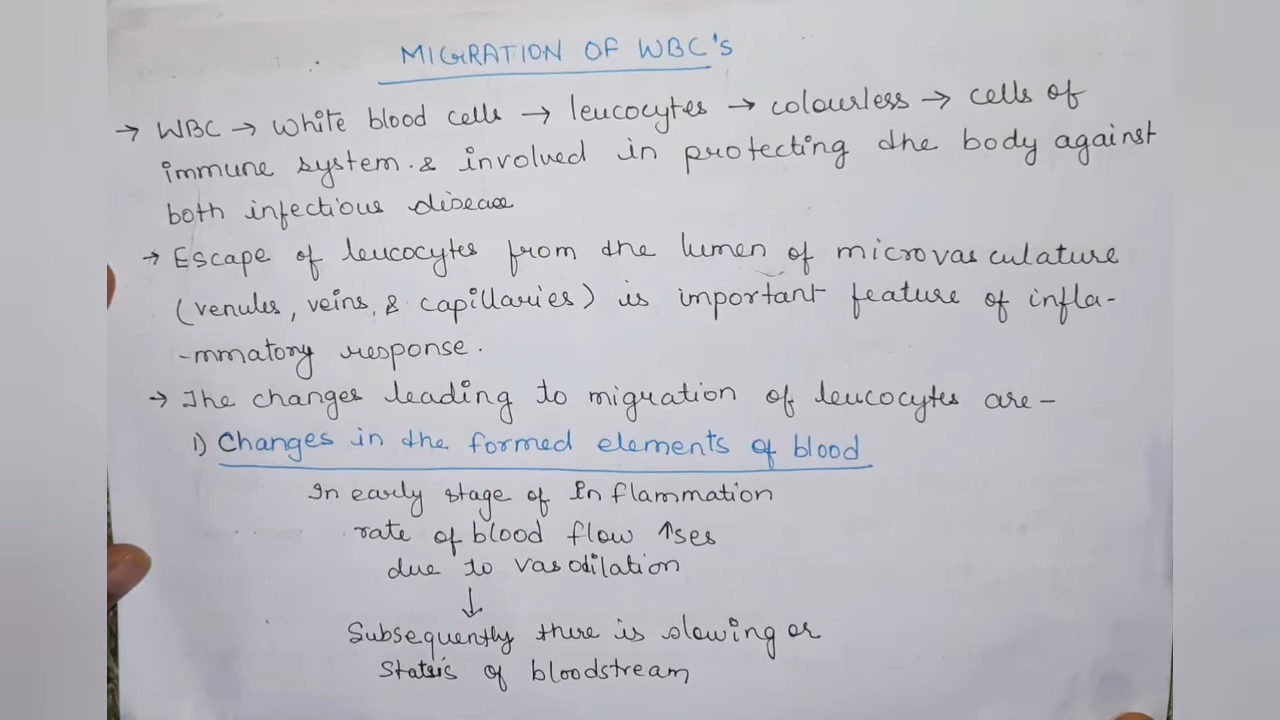 MIGRATION OF WBC's
→ WBC → White blood cells → leucocytes → colourless → cells of
immune system. & involved in protecting the body against
both infectious disease
→ Escape of leucocytes from the lumen of microvasculature
(venules, veins, & capillaries) is important feature of infla-
-mmatory response.
→ The changes leading to migration of leucocytes are -
1) Changes in the formed elements of blood
In early stage of Inflammation
rate of blood flow ↑ses
due to vasodilation
↓
Subsequently there is slowing or
Statsis of bloodstream